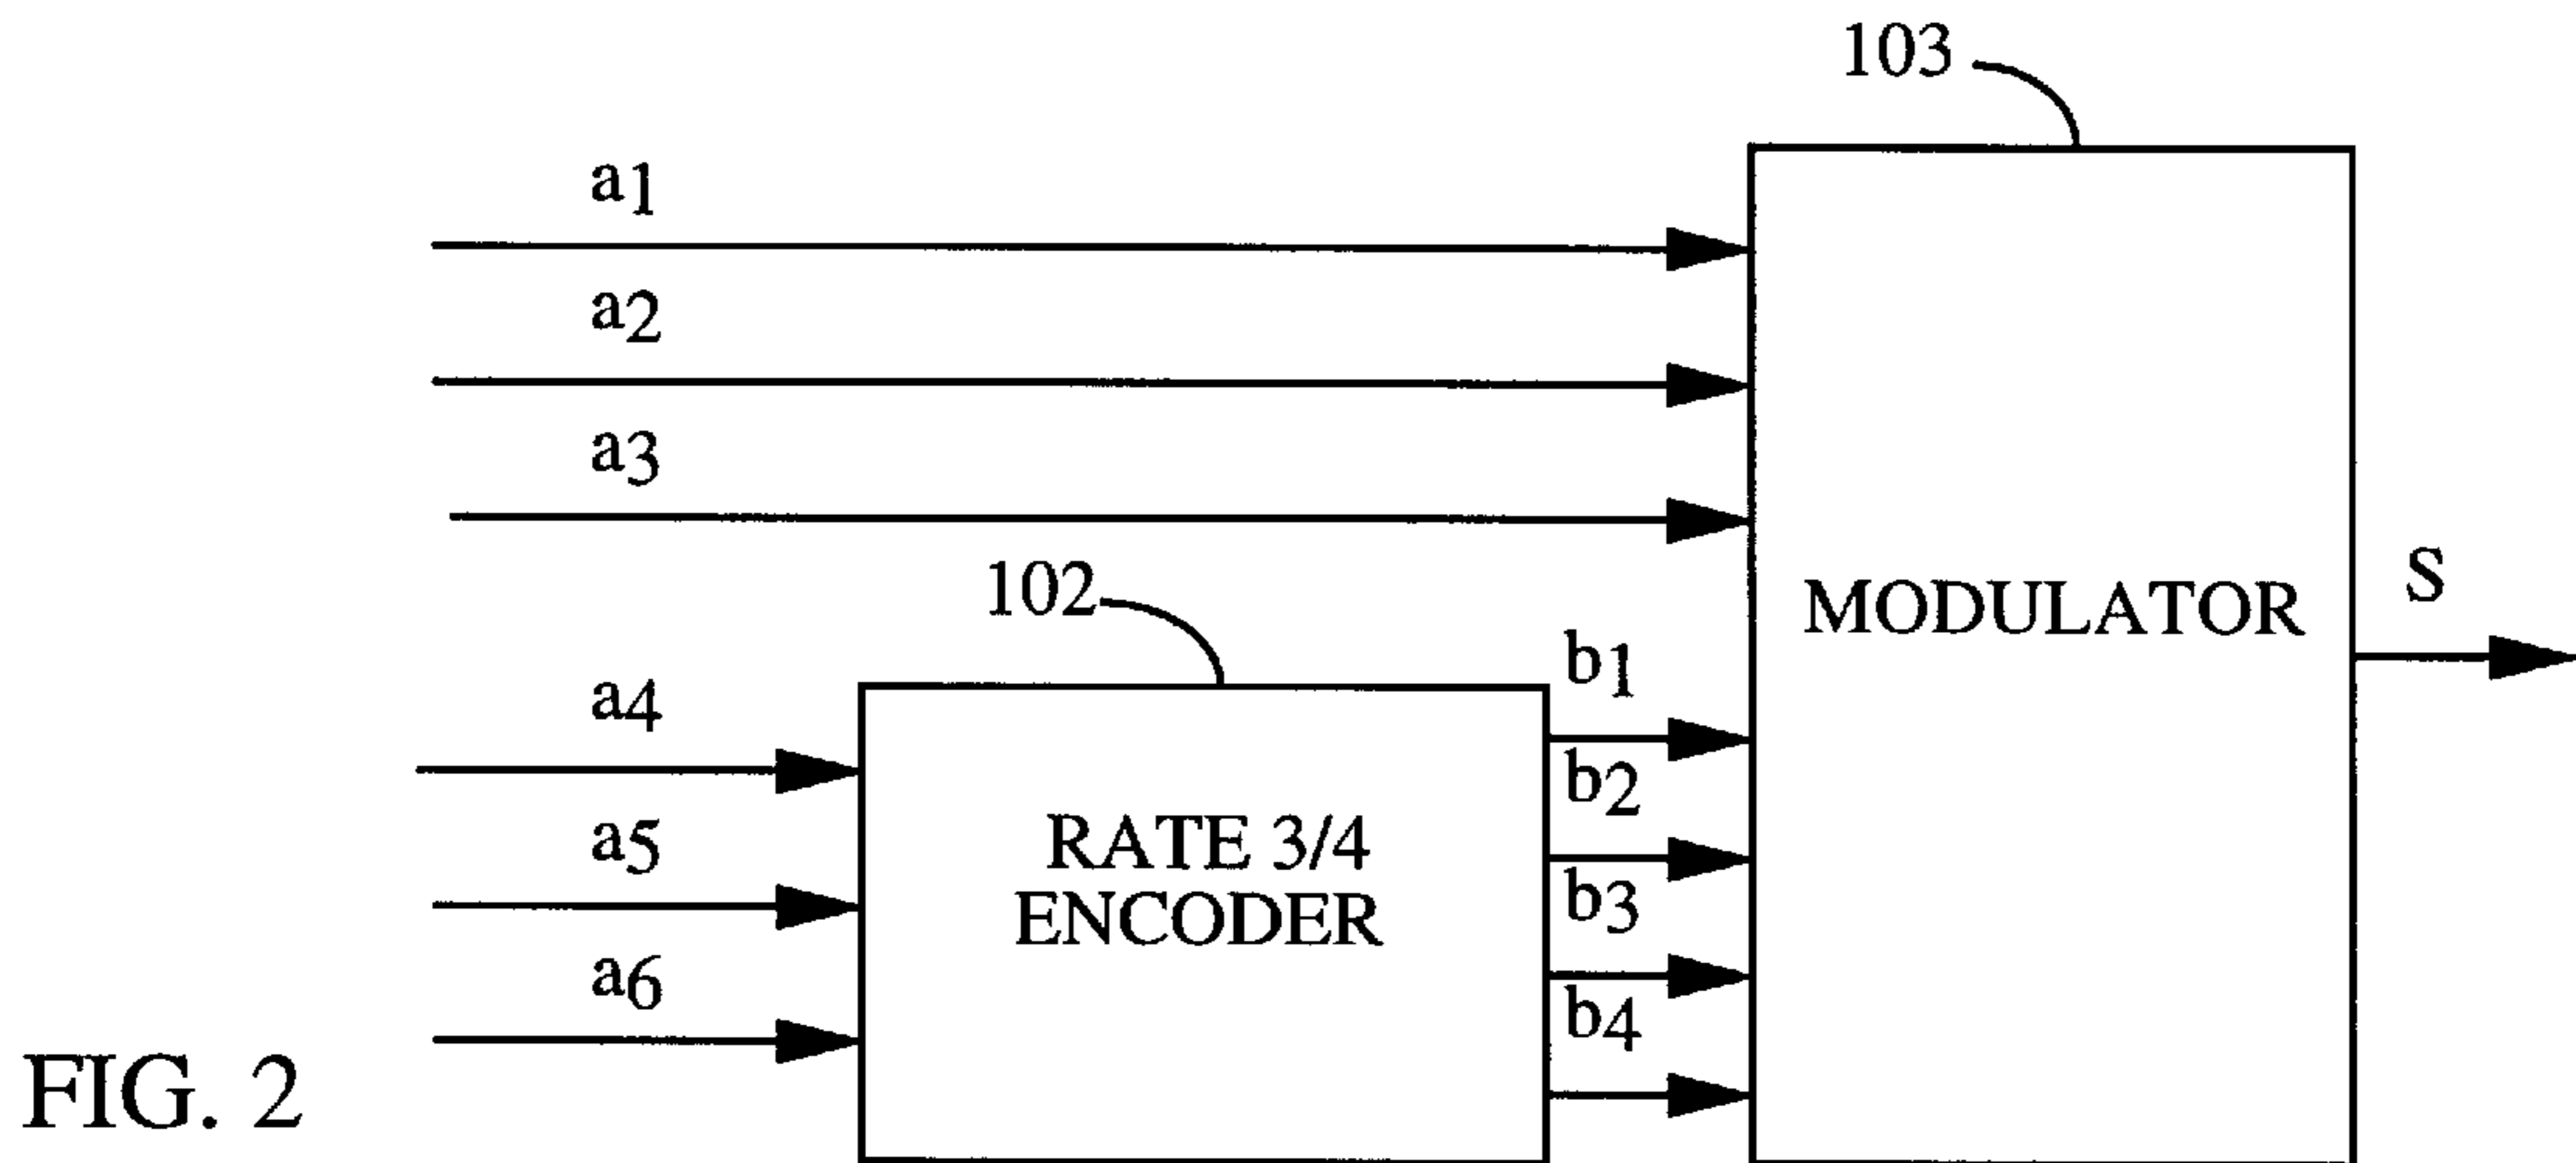 103
a1
a2
a3
102
MODULATOR
S
a4
a5
a6
RATE 3/4
ENCODER
b1
b2
b3
b4
FIG. 2